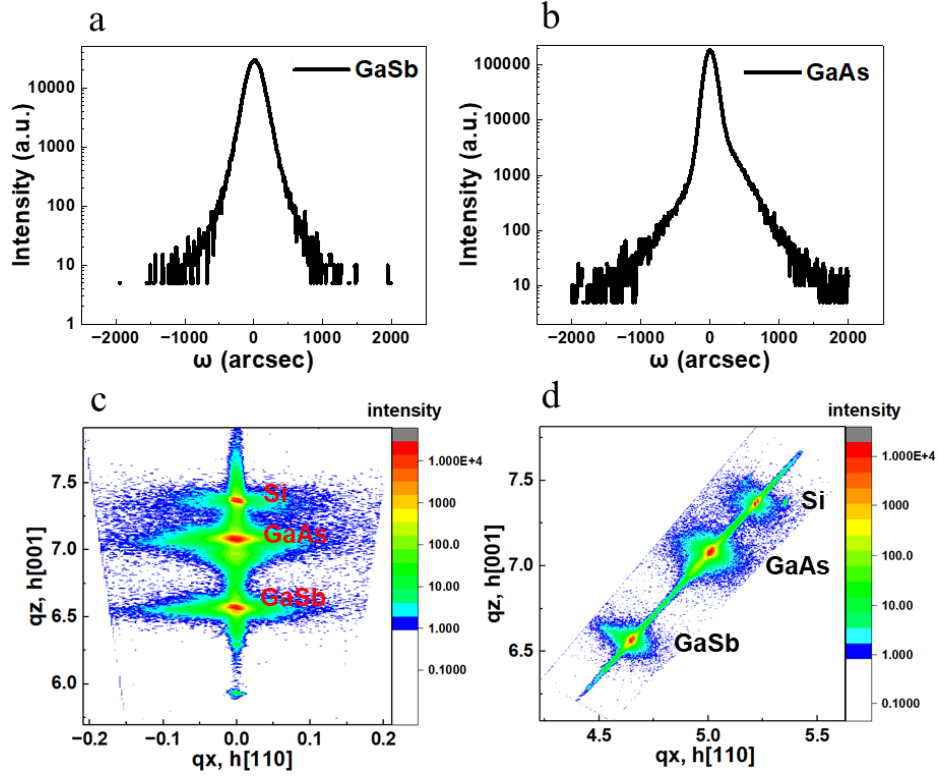 a
GaSb
Intensity (a.u.)
10000
1000
100
10
1
−2000 −1000 0 1000 2000
ω (arcsec)
b
GaAs
Intensity (a.u.)
100000
10000
1000
100
10
−2000 −1000 0 1000 2000
ω (arcsec)
c
intensity
Si
GaAs
GaSb
qz, h[001]
7.5
7.0
6.5
6.0
−0.2 −0.1 0.0 0.1 0.2
qx, h[110]
1.000E+4
1000
100.0
10.00
1.000
0.1000
d
intensity
Si
GaAs
GaSb
qz, h[001]
7.5
7.0
6.5
4.5 5.0 5.5
qx, h[110]
1.000E+4
1000
100.0
10.00
1.000
0.1000